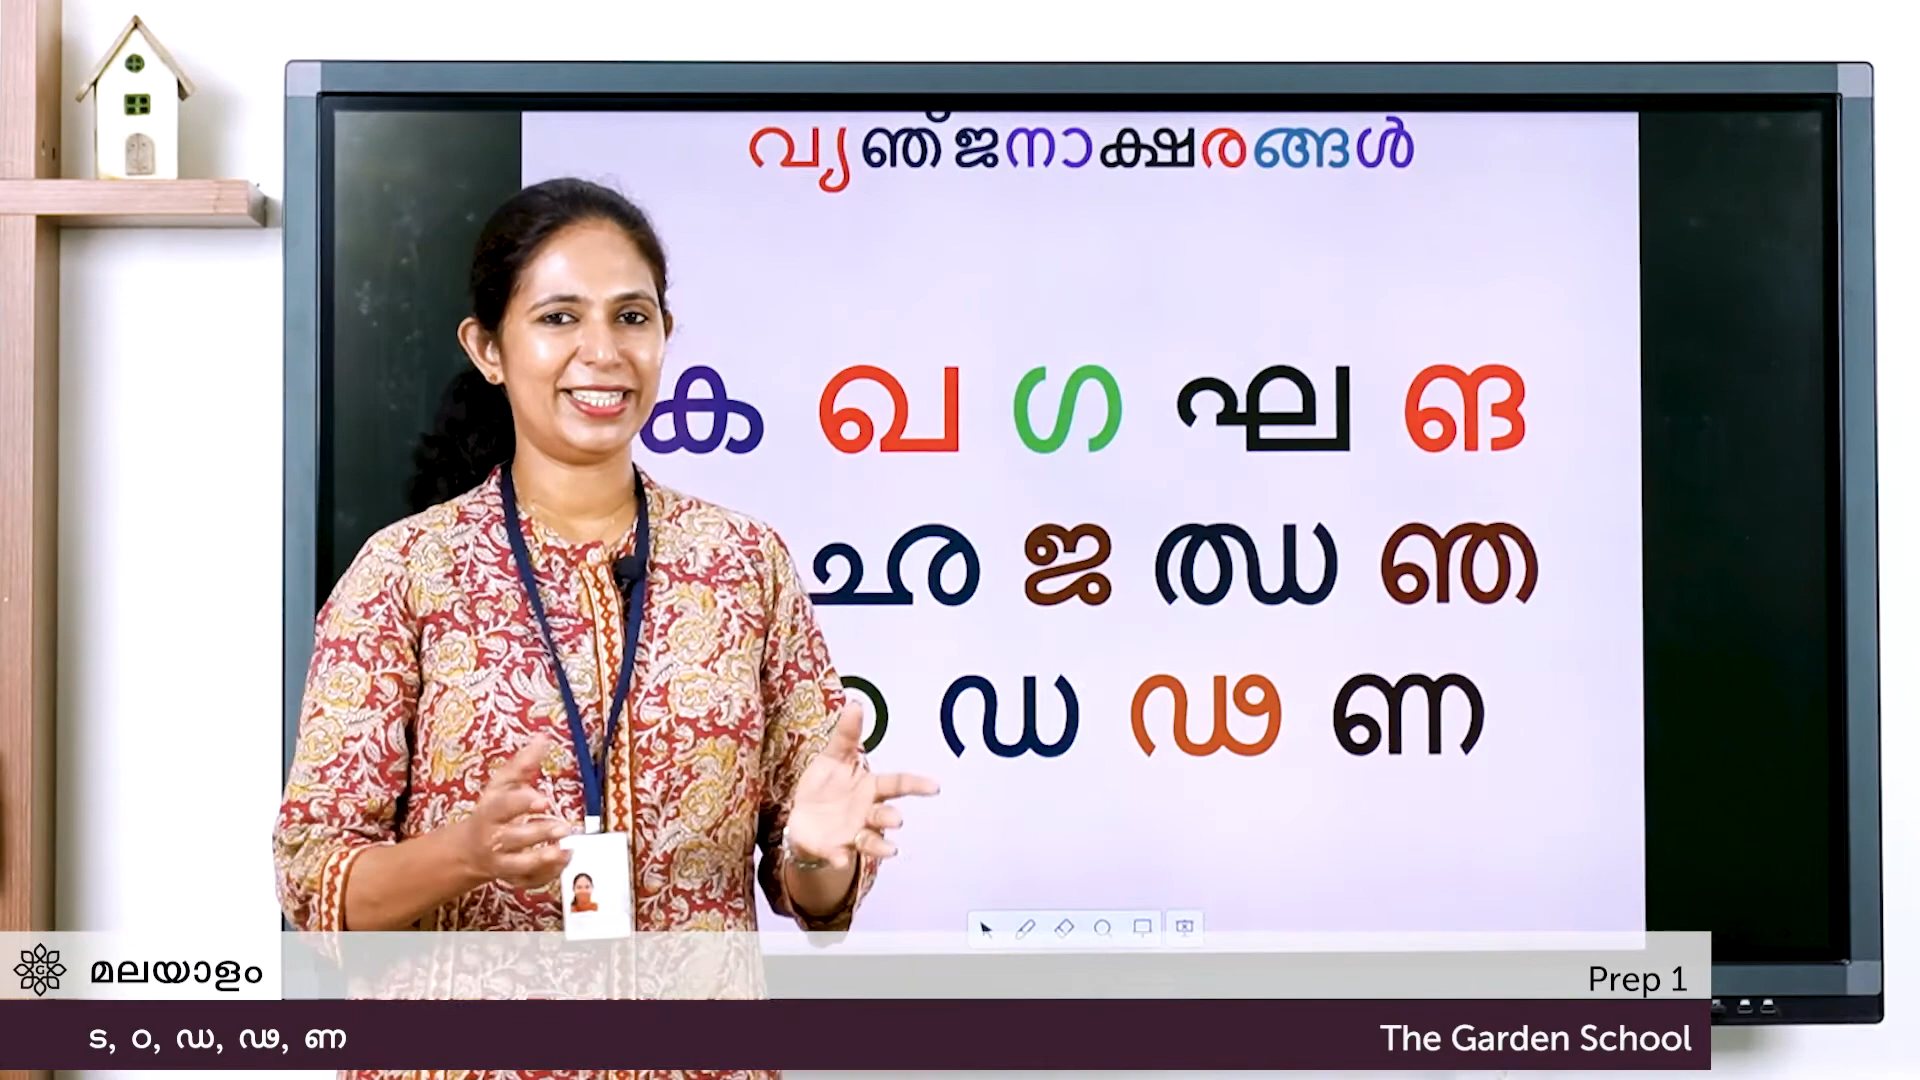 വ്യഞ്ജനാക്ഷരങ്ങൾ
ക ഖ ഗ ഘ ങ
ഛ ജ ഝ ഞ
ഡ ഢ ണ
മലയാളം
Prep 1
ട, ഠ, ഡ, ഢ, ണ
The Garden School